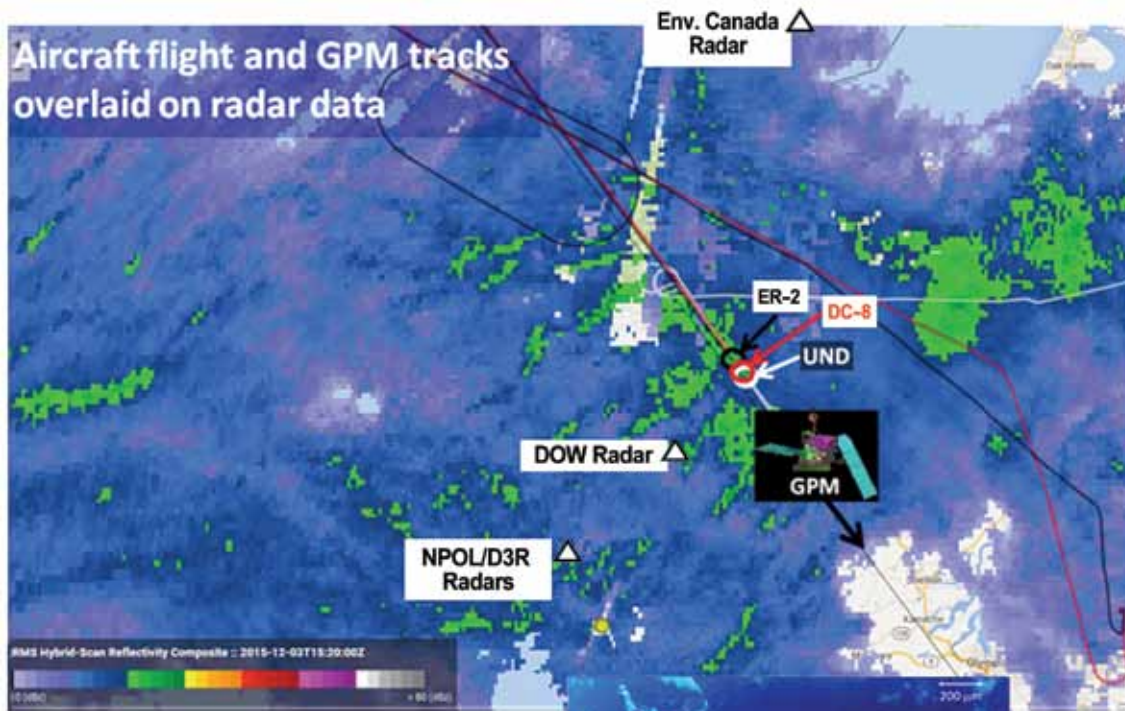 Aircraft flight and GPM tracks
overlaid on radar data
Env. Canada
Radar
ER-2
DC-8
UND
DOW Radar
GPM
NPOL/D3R
Radars
RMS Hybrid-Scan Reflectivity Composite :: 2015-12-03T15:20:00Z
200 μm